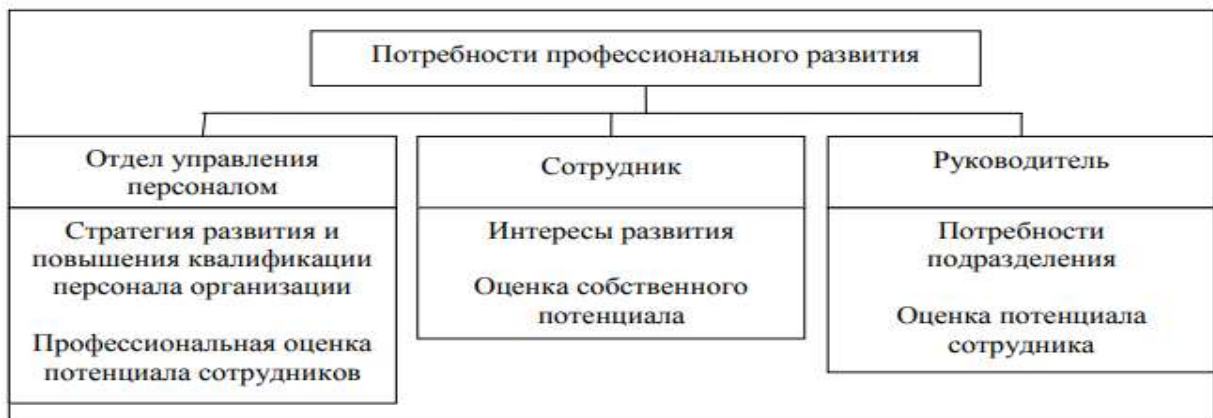 Потребности профессионального развития
Отдел управления
персоналом
Стратегия развития и
повышения квалификации
персонала организации
Профессиональная оценка
потенциала сотрудников
Сотрудник
Интересы развития
Оценка собственного
потенциала
Руководитель
Потребности
подразделения
Оценка потенциала
сотрудника